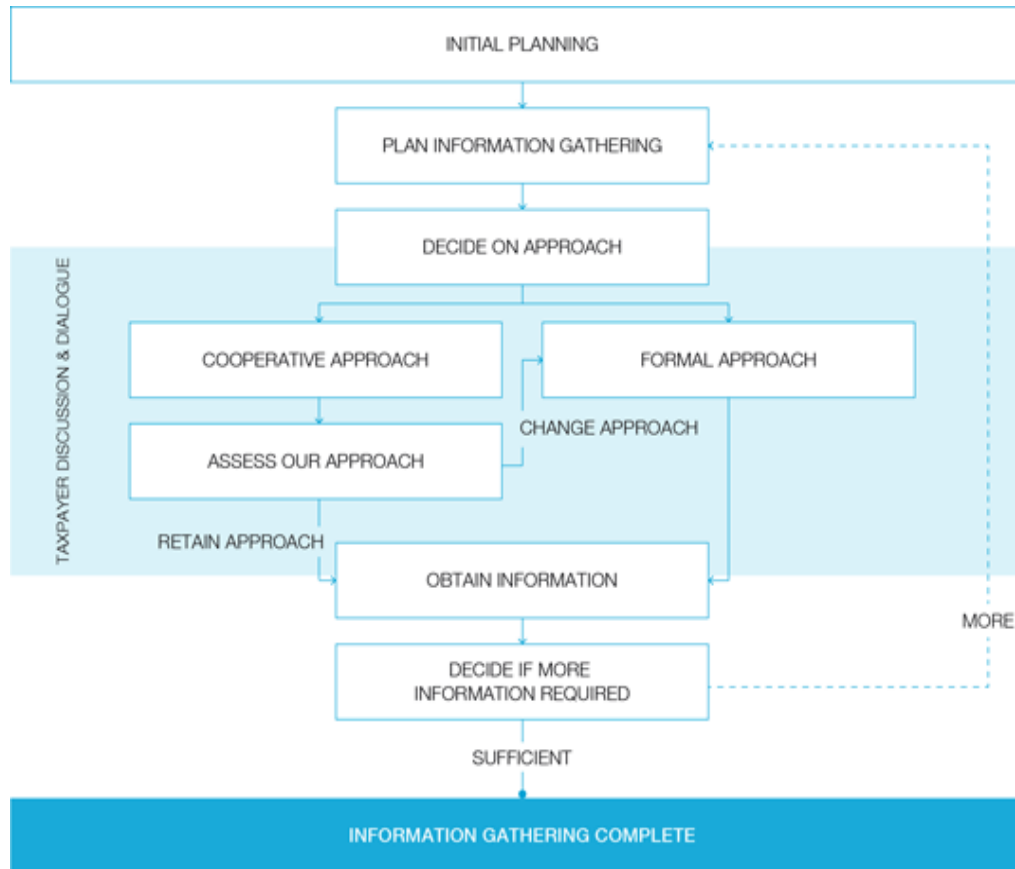 INITIAL PLANNING
PLAN INFORMATION GATHERING
DECIDE ON APPROACH
TAXPAYER DISCUSSION & DIALOGUE
COOPERATIVE APPROACH
FORMAL APPROACH
CHANGE APPROACH
ASSESS OUR APPROACH
RETAIN APPROACH
OBTAIN INFORMATION
MORE
DECIDE IF MORE
INFORMATION REQUIRED
SUFFICIENT
INFORMATION GATHERING COMPLETE